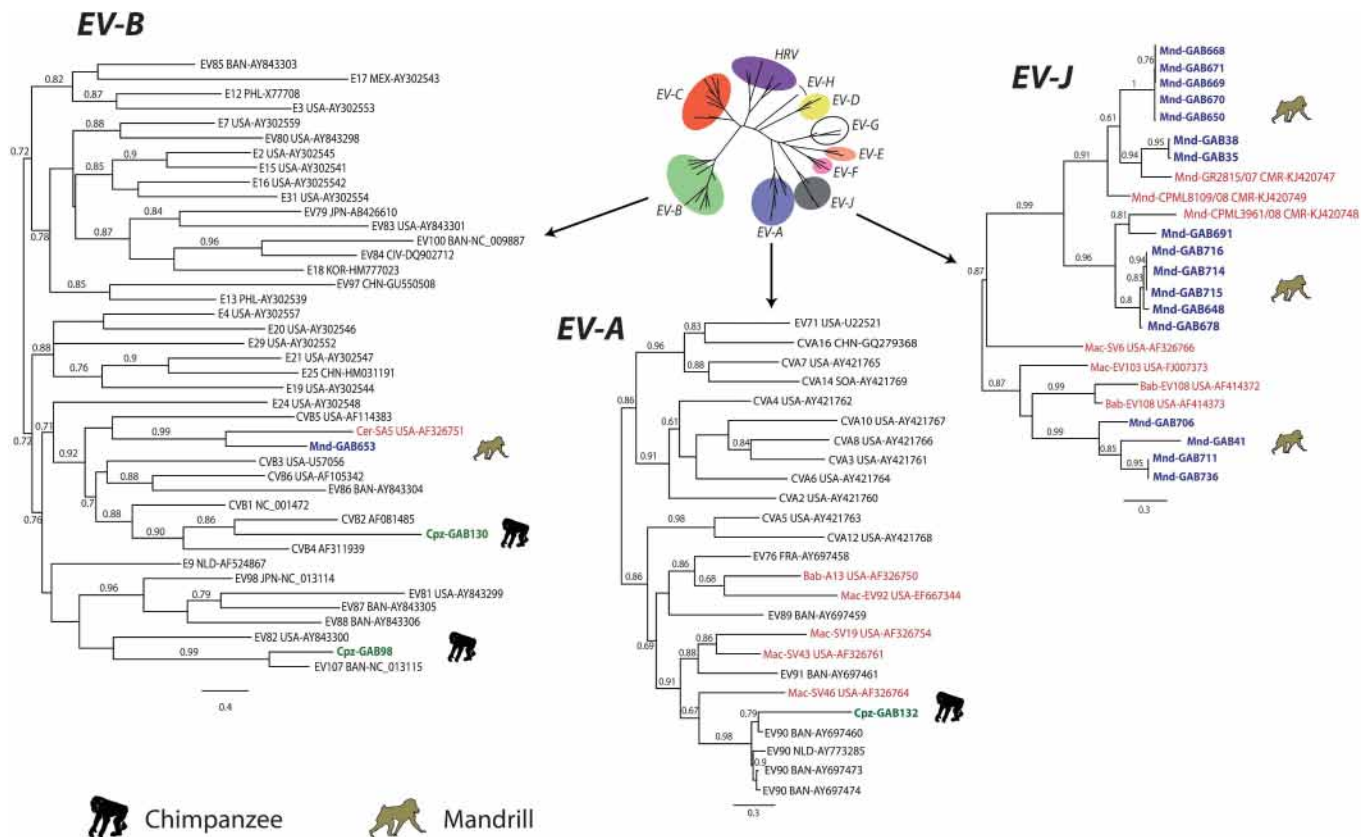 EV-B
0.82
EV85 BAN-AY843303
E17 MEX-AY302543
0.87
E12 PHL-X77708
E3 USA-AY302553
0.72
0.88
E7 USA-AY302559
EV80 USA-AY843298
0.9
E2 USA-AY302545
0.85
E15 USA-AY302541
E16 USA-AY3025542
E31 USA-AY302554
0.84
EV79 JPN-AB426610
0.78
EV83 USA-AY843301
0.87
0.96
EV100 BAN-NC_009887
EV84 CIV-DQ902712
E18 KOR-HM777023
0.85
EV97 CHN-GU550508
E13 PHL-AY302539
E4 USA-AY302557
E20 USA-AY302546
0.88
E29 USA-AY302552
0.9
E21 USA-AY302547
0.76
E25 CHN-HM031191
E19 USA-AY302544
E24 USA-AY302548
0.71
CVB5 USA-AF114383
0.72
0.99
Cer-SA5 USA-AF326751
Mnd-GAB653
0.92
CVB3 USA-U57056
0.88
CVB6 USA-AF105342
EV86 BAN-AY843304
0.7
CVB1 NC_001472
0.88
0.86
CVB2 AF081485
0.76
0.90
Cpz-GAB130
CVB4 AF311939
E9 NLD-AF524867
EV98 JPN-NC_013114
0.96
0.79
EV81 USA-AY843299
EV87 BAN-AY843305
EV88 BAN-AY843306
EV82 USA-AY843300
0.99
Cpz-GAB98
EV107 BAN-NC_013115
0.4
HRV
EV-H
EV-C
EV-D
EV-G
EV-E
EV-F
EV-B
EV-J
EV-A
EV-A
0.83
EV71 USA-U22521
0.96
CVA16 CHN-GQ279368
0.88
CVA7 USA-AY421765
CVA14 SOA-AY421769
0.86
CVA4 USA-AY421762
0.61
CVA10 USA-AY421767
0.84
CVA8 USA-AY421766
0.91
CVA3 USA-AY421761
CVA6 USA-AY421764
CVA2 USA-AY421760
0.98
CVA5 USA-AY421763
CVA12 USA-AY421768
0.86
0.86
EV76 FRA-AY697458
0.68
Bab-A13 USA-AF326750
Mac-EV92 USA-EF667344
EV89 BAN-AY697459
0.69
0.86
Mac-SV19 USA-AF326754
0.88
Mac-SV43 USA-AF326761
EV91 BAN-AY697461
0.91
Mac-SV46 USA-AF326764
0.67
0.79
Cpz-GAB132
0.98
EV90 BAN-AY697460
EV90 NLD-AY773285
0.9
EV90 BAN-AY697473
EV90 BAN-AY697474
0.3
EV-J
Mnd-GAB668
0.76
Mnd-GAB671
1
Mnd-GAB669
Mnd-GAB670
Mnd-GAB650
0.61
0.95
Mnd-GAB38
0.91
0.94
Mnd-GAB35
Mnd-GR2815/07 CMR-KJ420747
0.99
Mnd-CPML8109/08 CMR-KJ420749
0.81
Mnd-CPML3961/08 CMR-KJ420748
Mnd-GAB691
0.96
Mnd-GAB716
0.94
Mnd-GAB714
0.87
0.83
Mnd-GAB715
0.8
Mnd-GAB648
Mnd-GAB678
Mac-SV6 USA-AF326766
Mac-EV103 USA-FJ007373
0.87
0.99
Bab-EV108 USA-AF414372
Bab-EV108 USA-AF414373
0.99
Mnd-GAB706
0.85
Mnd-GAB41
0.95
Mnd-GAB711
Mnd-GAB736
0.3
Chimpanzee
Mandrill